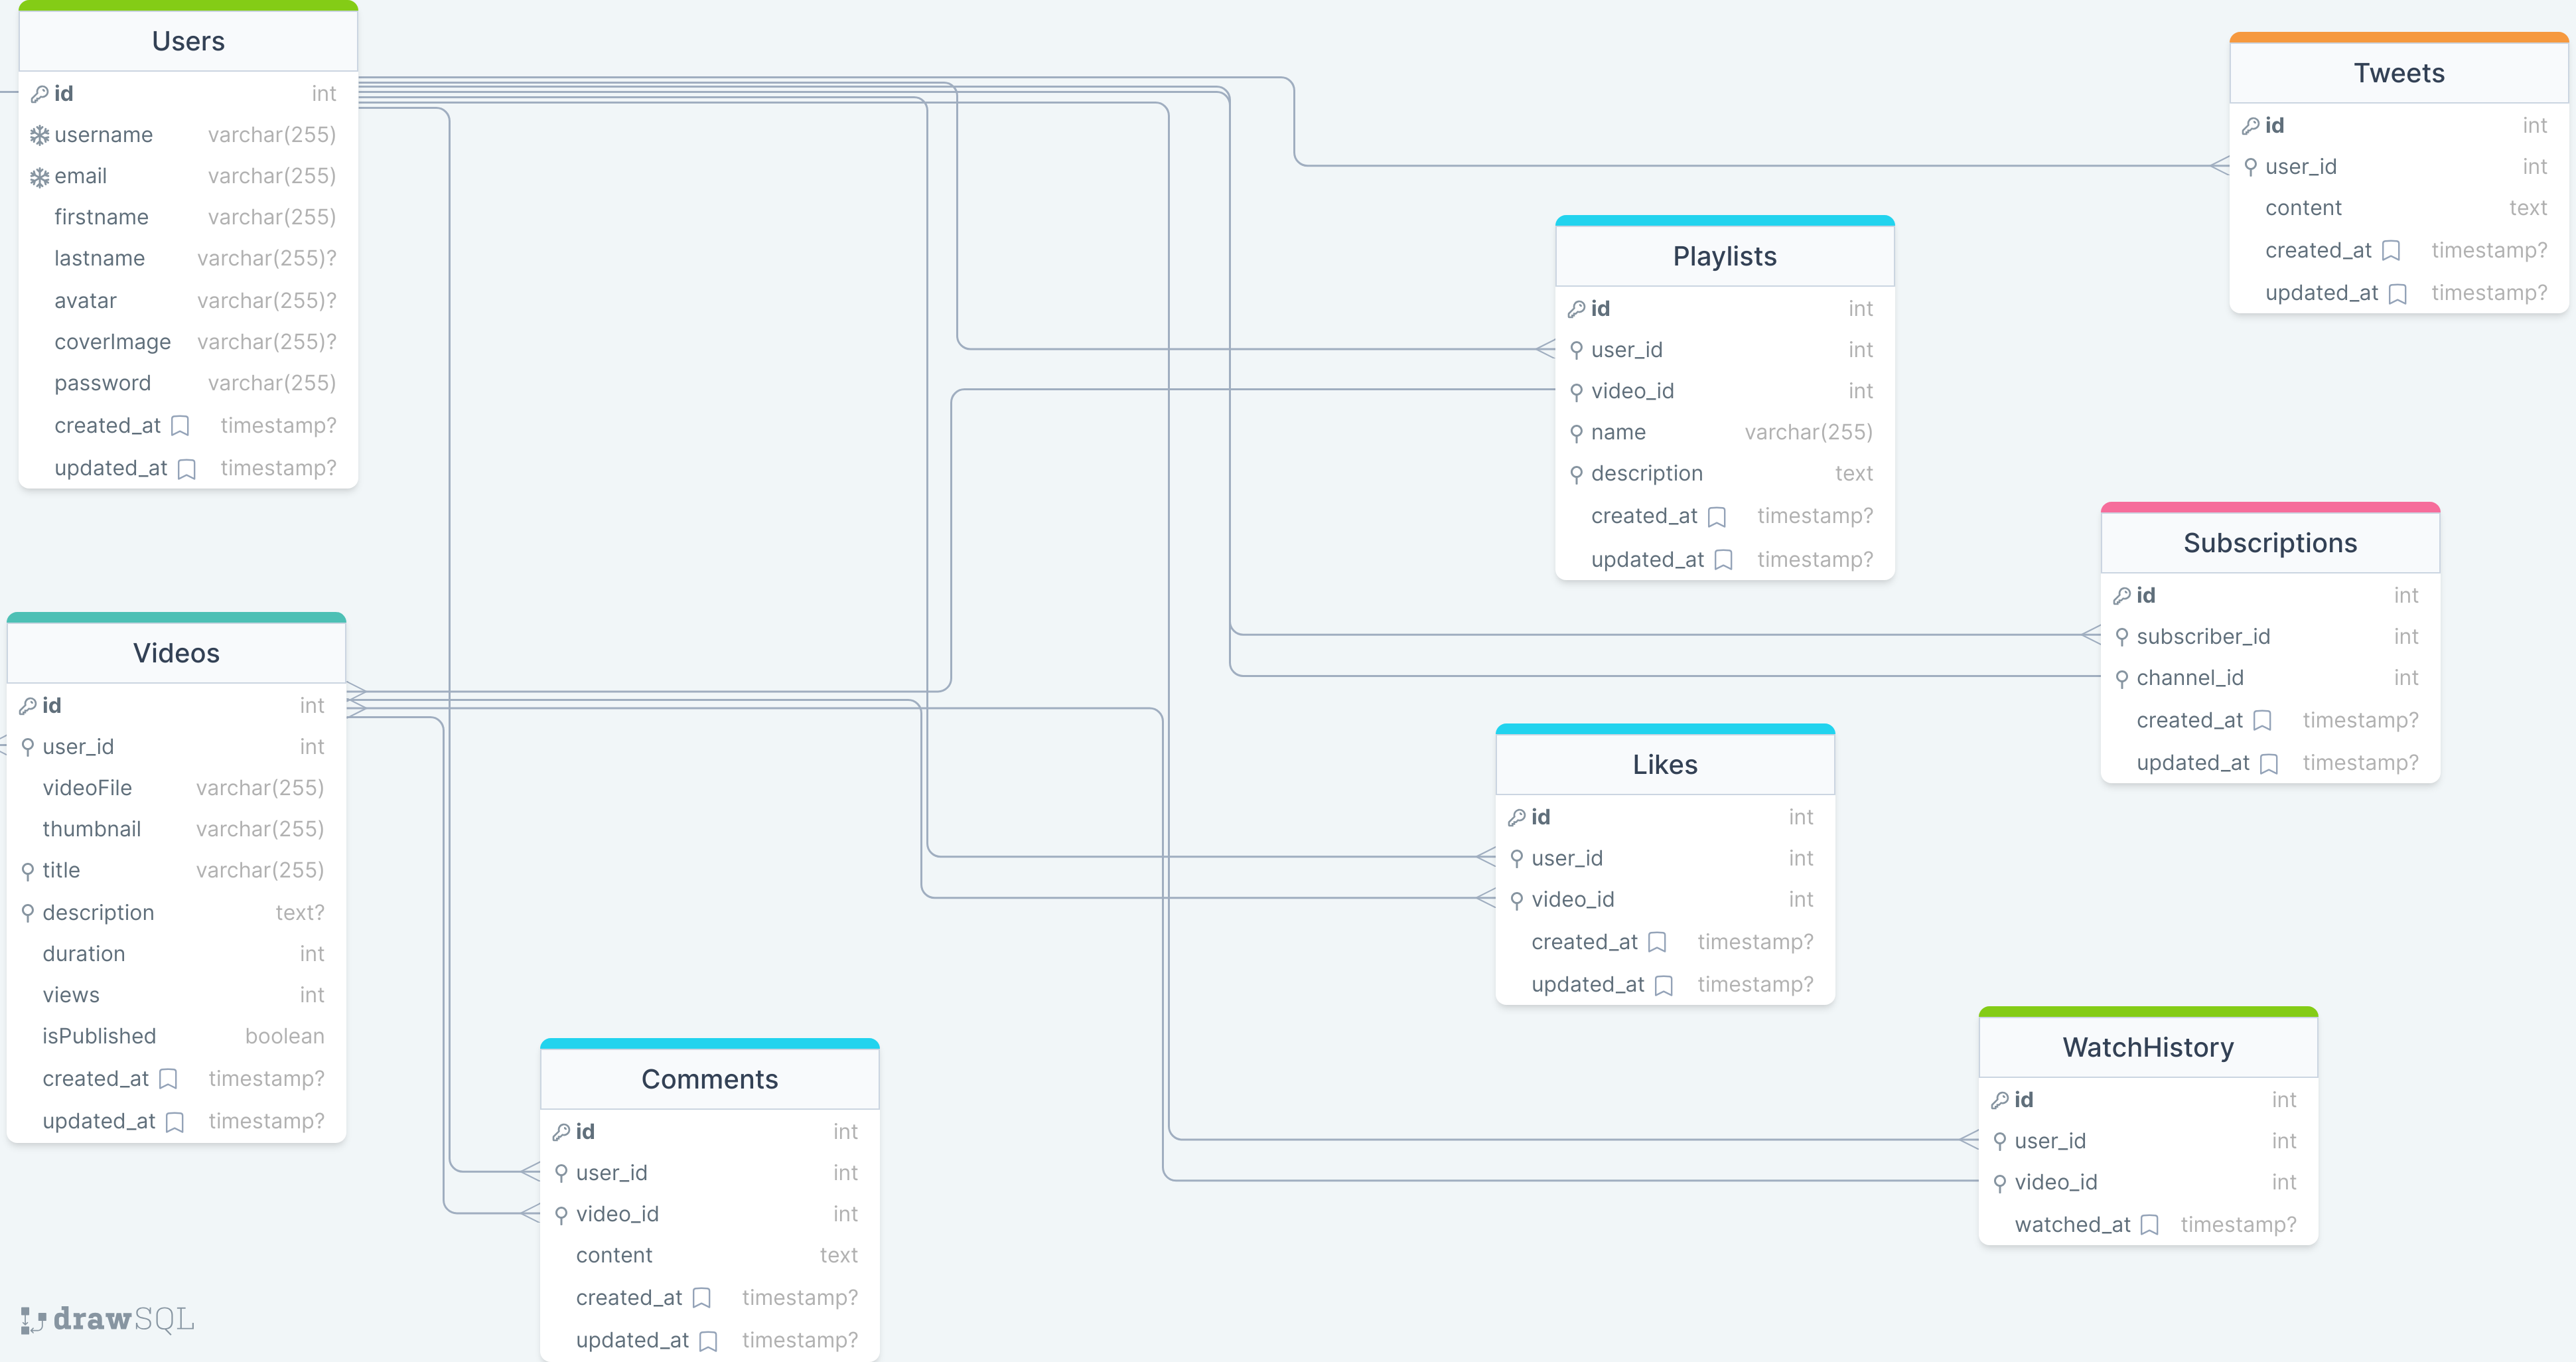 Users
id int
username varchar(255)
email varchar(255)
firstname varchar(255)
lastname varchar(255)?
avatar varchar(255)?
coverImage varchar(255)?
password varchar(255)
created_at timestamp?
updated_at timestamp?
Tweets
id int
user_id int
content text
created_at timestamp?
updated_at timestamp?
Playlists
id int
user_id int
video_id int
name varchar(255)
description text
created_at timestamp?
updated_at timestamp?
Subscriptions
id int
subscriber_id int
channel_id int
created_at timestamp?
updated_at timestamp?
Videos
id int
user_id int
videoFile varchar(255)
thumbnail varchar(255)
title varchar(255)
description text?
duration int
views int
isPublished boolean
created_at timestamp?
updated_at timestamp?
Likes
id int
user_id int
video_id int
created_at timestamp?
updated_at timestamp?
WatchHistory
id int
user_id int
video_id int
watched_at timestamp?
Comments
id int
user_id int
video_id int
content text
created_at timestamp?
updated_at timestamp?
drawSQL